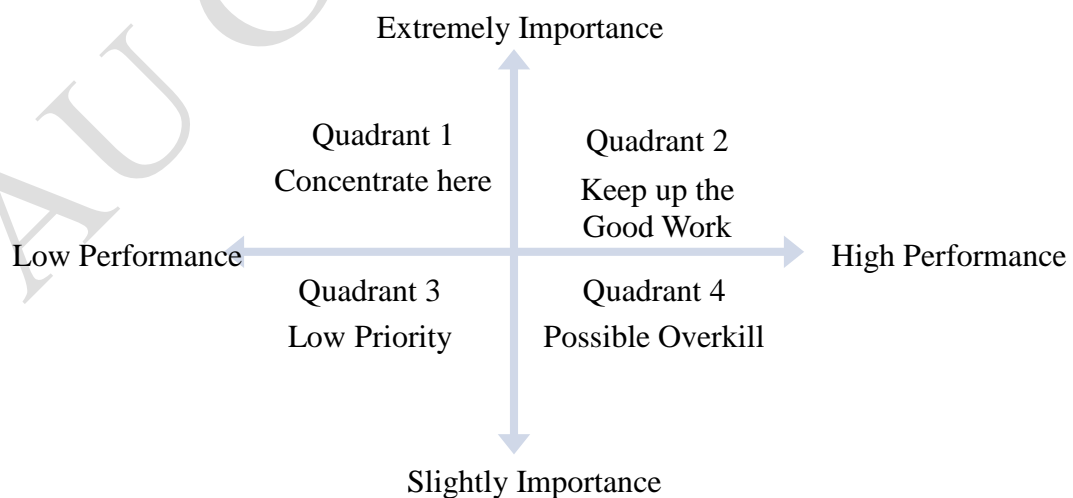 Extremely Importance
Quadrant 1
Concentrate here
Quadrant 2
Keep up the
Good Work
Low Performance
High Performance
Quadrant 3
Low Priority
Quadrant 4
Possible Overkill
Slightly Importance
AU